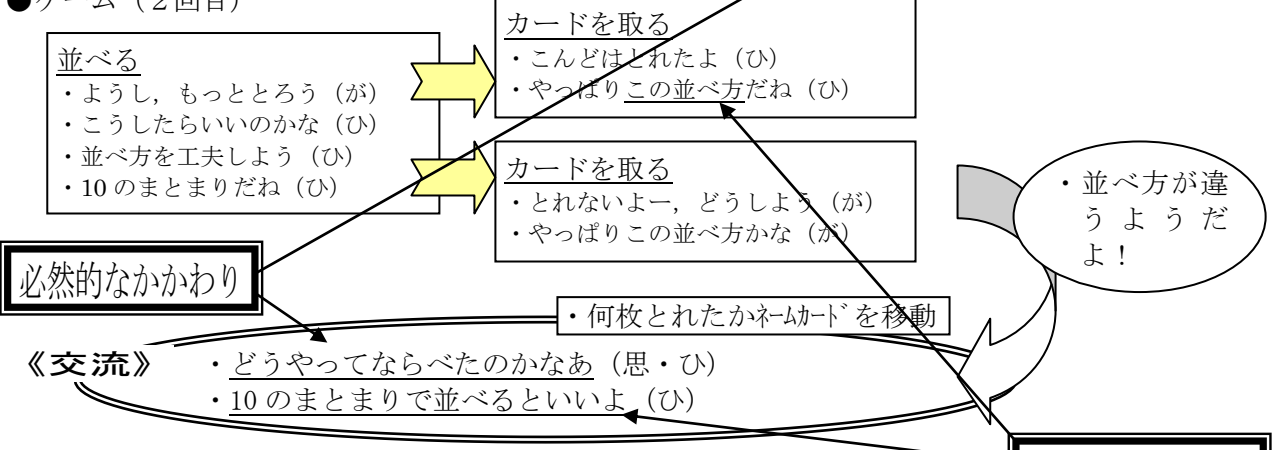 ●ゲーム（２回目）
並べる
・ようし，もっととろう（が）
・こうしたらいいのかな（ひ）
・並べ方を工夫しよう（ひ）
・10 のまとまりだね（ひ）
カードを取る
・こんどはとれたよ（ひ）
・やっぱりこの並べ方だね（ひ）
カードを取る
・とれないよー，どうしよう（が）
・やっぱりこの並べ方かな（が）
・並べ方が違
うようだ
よ！
必然的なかかわり
・何枚とれたかﾈｰﾑｶｰﾄﾞを移動
《交流》
・どうやってならべたのかなあ（思・ひ）
・10 のまとまりで並べるといいよ（ひ）